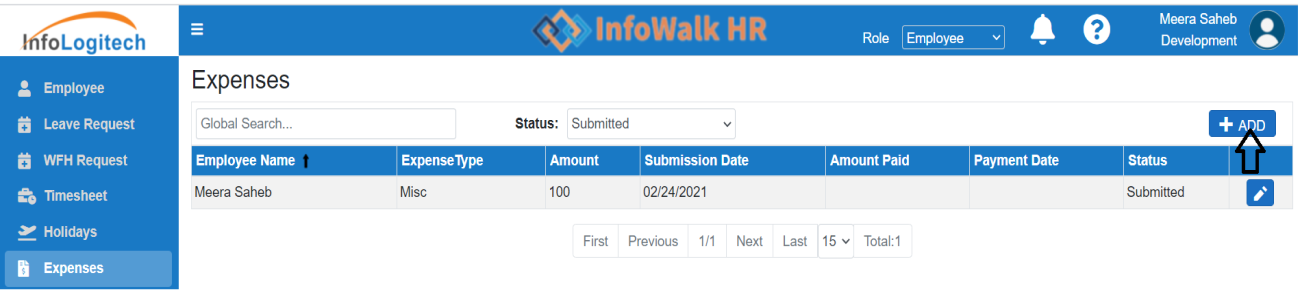 InfoLogitech
InfoWalk HR
Role Employee
Meera Saheb
Development
Employee
Leave Request
WFH Request
Timesheet
Holidays
Expenses
Expenses
Global Search... Status: Submitted + ADD
Employee Name ExpenseType Amount Submission Date Amount Paid Payment Date Status
Meera Saheb Misc 100 02/24/2021 Submitted
First Previous 1/1 Next Last 15 Total:1